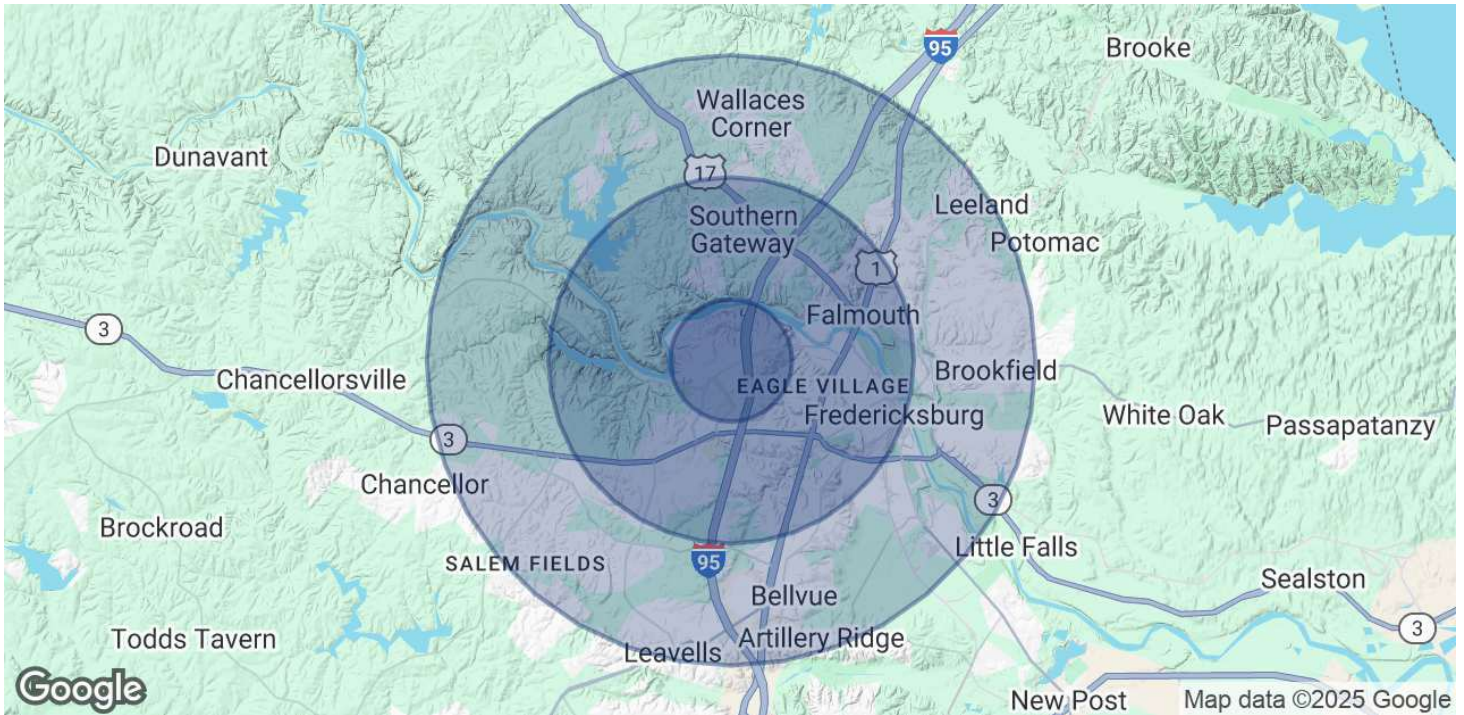 95
Brooke
Wallaces
Corner
Dunavant
17
Leeland
Southern
Gateway
Potomac
1
Falmouth
3
Chancellorsville
EAGLE VILLAGE
Brookfield
Fredericksburg
White Oak
Passapatanzy
3
Chancellor
3
Brockroad
Little Falls
SALEM FIELDS
95
Sealston
Bellvue
3
Todds Tavern
Artillery Ridge
Leavells
Google
New Post
Map data ©2025 Google